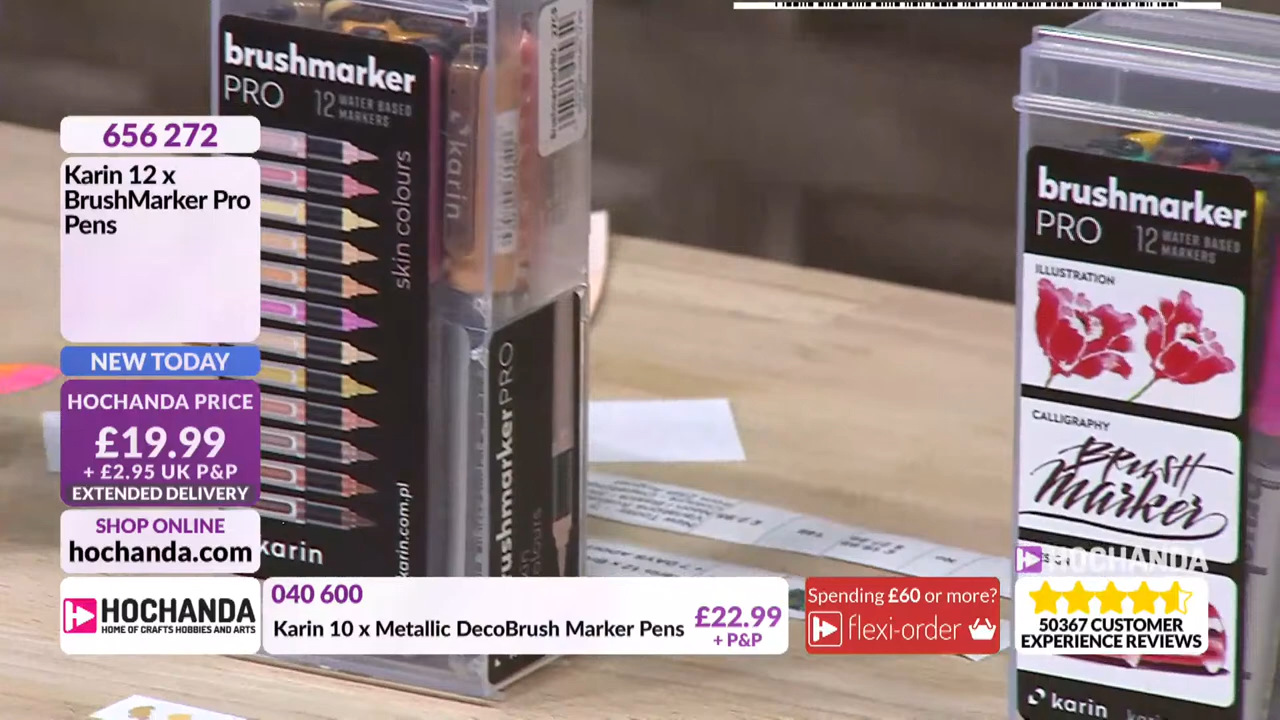 brushmarker
PRO
12 WATER BASED
MARKERS
skin colours
karin
karin.com.pl
karin
brushmarker PRO
brushmarker
PRO
12 WATER BASED
MARKERS
ILLUSTRATION
CALLIGRAPHY
Brush
Marker
karin
656 272
Karin 12 x
BrushMarker Pro
Pens
NEW TODAY
HOCHANDA PRICE
£19.99
+ £2.95 UK P&P
EXTENDED DELIVERY
SHOP ONLINE
hochanda.com
HOCHANDA
HOME OF CRAFTS HOBBIES AND ARTS
040 600
Karin 10 x Metallic DecoBrush Marker Pens
£22.99
+ P&P
Spending £60 or more?
flexi-order
HOCHANDA
50367 CUSTOMER
EXPERIENCE REVIEWS